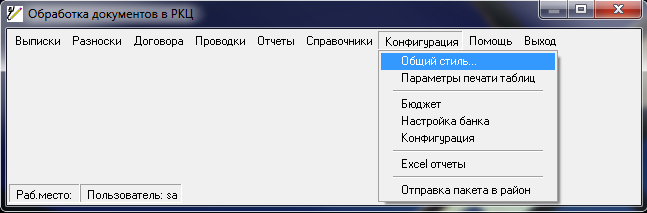 Обработка документов в РКЦ
Выписки Разноски Договора Проводки Отчеты Справочники Конфигурация Помощь Выход
Общий стиль...
Параметры печати таблиц
Бюджет
Настройка банка
Конфигурация
Excel отчеты
Отправка пакета в район
Раб.место: Пользователь: sa